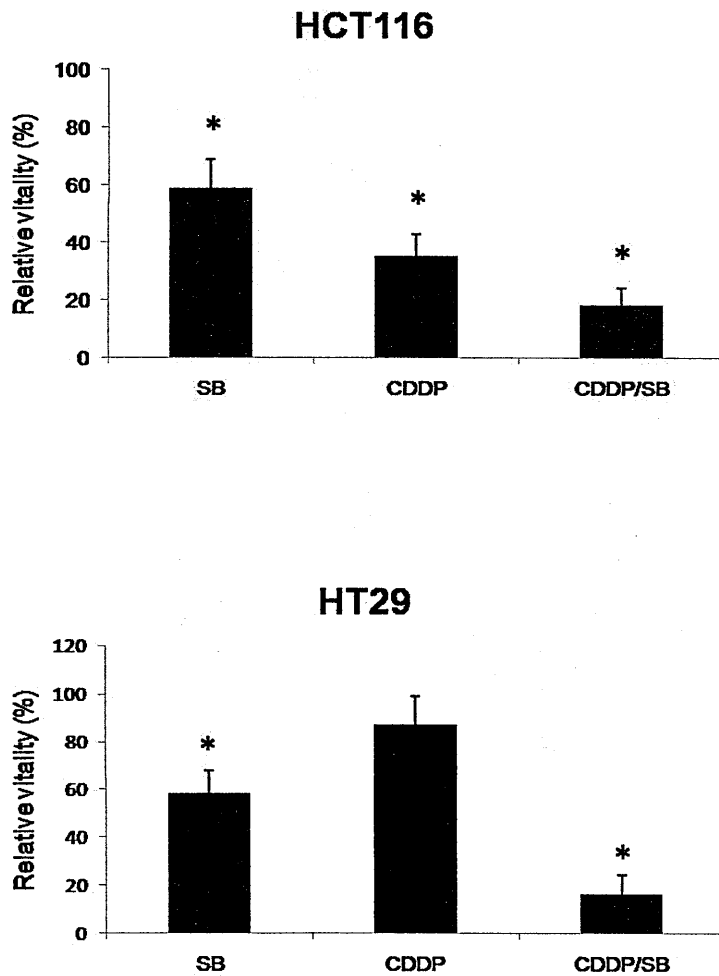 HCT116
Relative vitality (%)
100
80
60
40
20
0
*
*
*
SB
CDDP
CDDP/SB
HT29
Relative vitality (%)
120
100
80
60
40
20
0
*
*
SB
CDDP
CDDP/SB